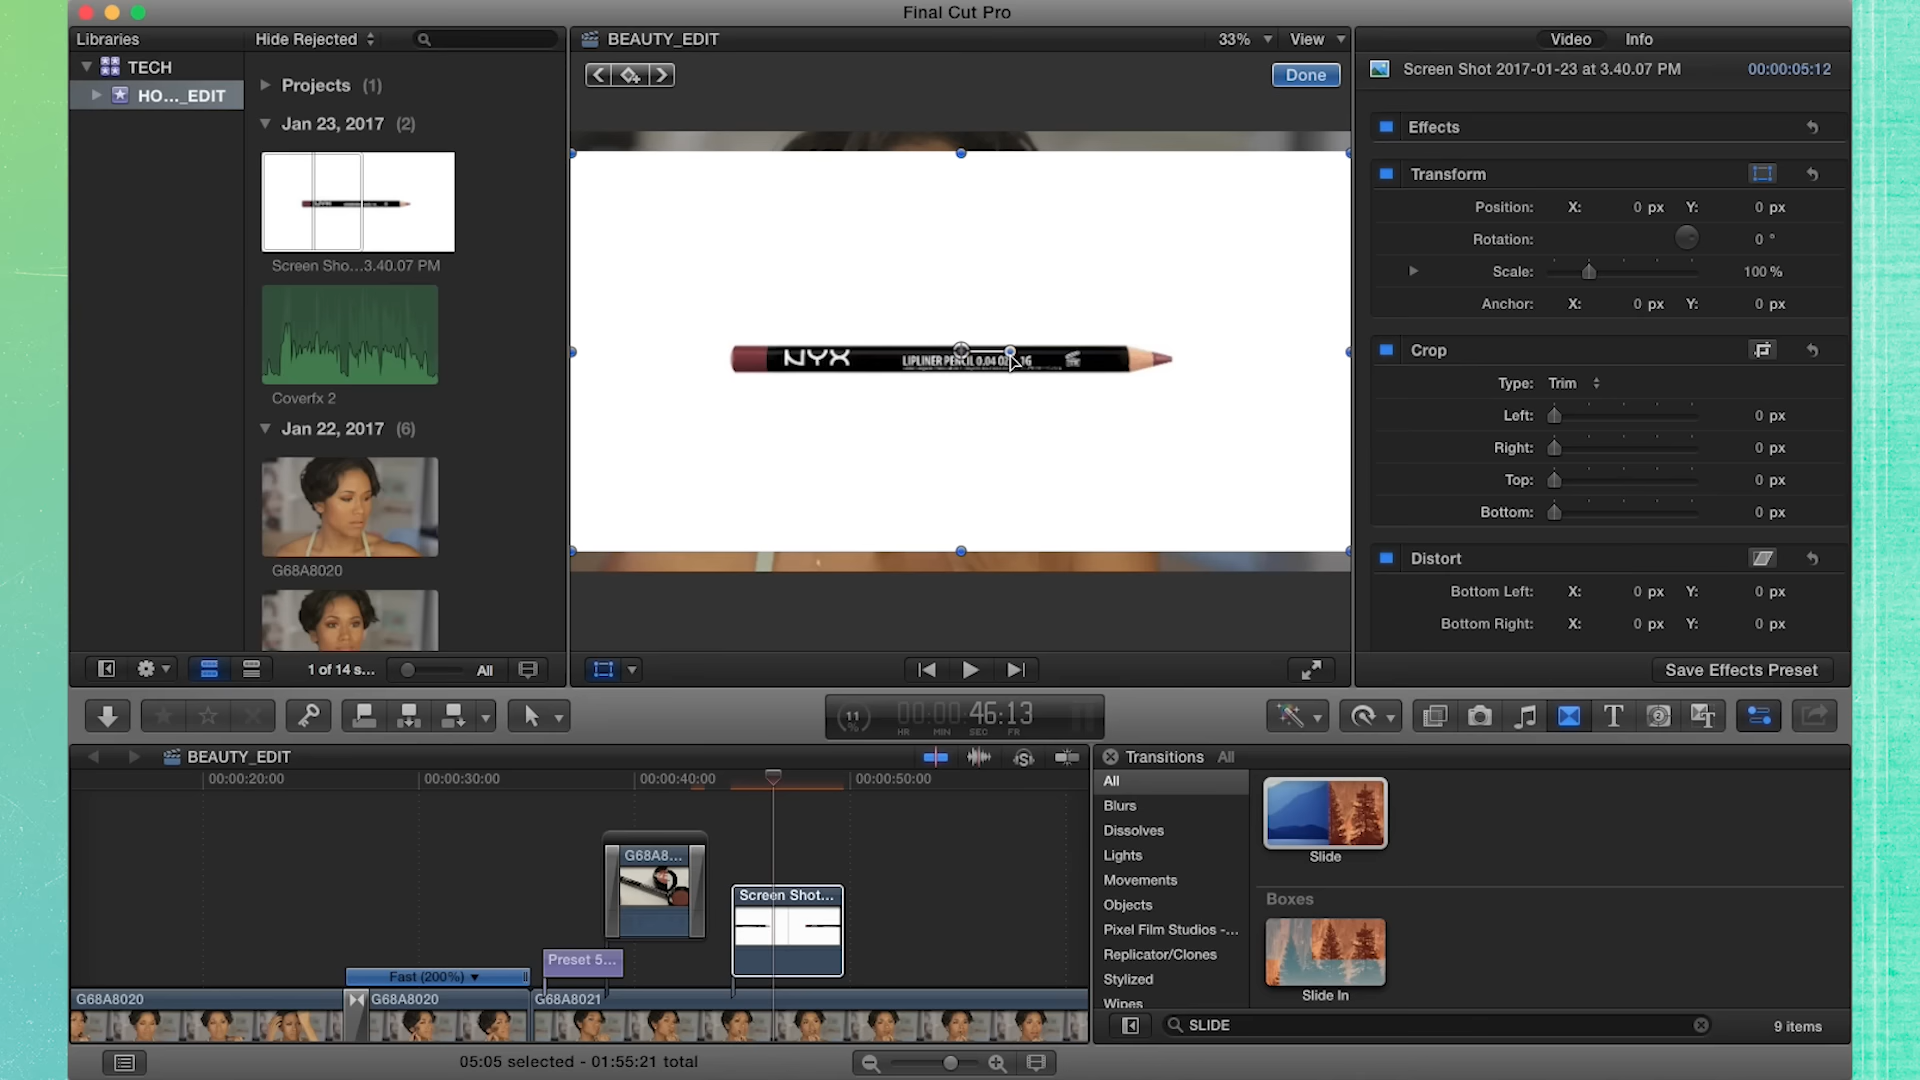 Final Cut Pro
Libraries
Hide Rejected
BEAUTY_EDIT
33%
View
Video
Info
TECH
HO..._EDIT
Projects (1)
Done
Screen Shot 2017-01-23 at 3.40.07 PM
00:00:05:12
Jan 23, 2017 (2)
Effects
Transform
Position: X: 0 px Y: 0 px
Rotation: 0 °
Screen Sho...3.40.07 PM
Scale: 100 %
Anchor: X: 0 px Y: 0 px
NYX
LIPLINER PENCIL 0.04 OZ
1G
Crop
Type: Trim
Coverfx 2
Left: 0 px
Jan 22, 2017 (6)
Right: 0 px
Top: 0 px
Bottom: 0 px
Distort
G68A8020
Bottom Left: X: 0 px Y: 0 px
Bottom Right: X: 0 px Y: 0 px
1 of 14 s...
All
Save Effects Preset
11
%
00:00:46:13
HR MIN SEC FR
BEAUTY_EDIT
Transitions All
00:00:20:00
00:00:30:00
00:00:40:00
00:00:50:00
All
Blurs
Dissolves
Lights
Movements
Objects
Pixel Film Studios -...
Replicator/Clones
Stylized
Wipes
Slide
Boxes
Slide In
G68A8...
Screen Shot...
Preset 5...
Fast (200%)
G68A8020
G68A8020
G68A8021
SLIDE
9 items
05:05 selected - 01:55:21 total